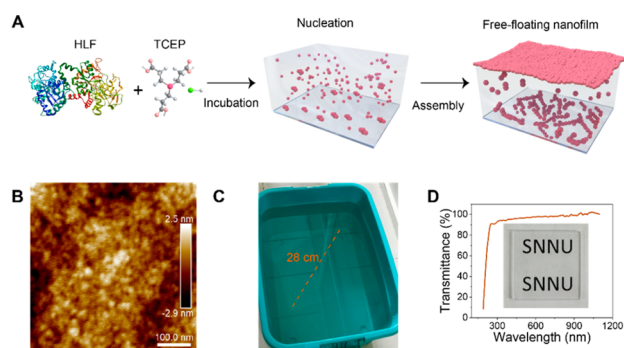 A
HLF
TCEP
+
Incubation
Nucleation
Assembly
Free-floating nanofilm
B
2.5 nm
-2.9 nm
100.0 nm
C
28 cm
D
Transmittance (%)
100
80
60
40
20
0
SNNU
SNNU
300
600
900
1200
Wavelength (nm)